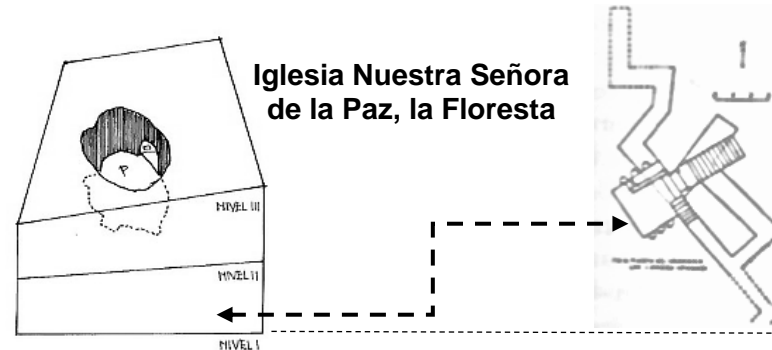 Iglesia Nuestra Señora
de la Paz, la Floresta
P
NIVEL III
NIVEL II
NIVEL I